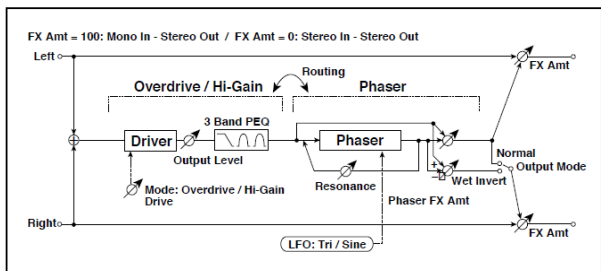 FX Amt = 100: Mono In - Stereo Out / FX Amt = 0: Stereo In - Stereo Out
Left
FX Amt
Routing
Overdrive / Hi-Gain
Phaser
3 Band PEQ
Driver
Phaser
Normal
Output Mode
Output Level
+
−
Wet Invert
Resonance
Mode: Overdrive / Hi-Gain
Drive
Phaser FX Amt
Right
LFO: Tri / Sine
FX Amt